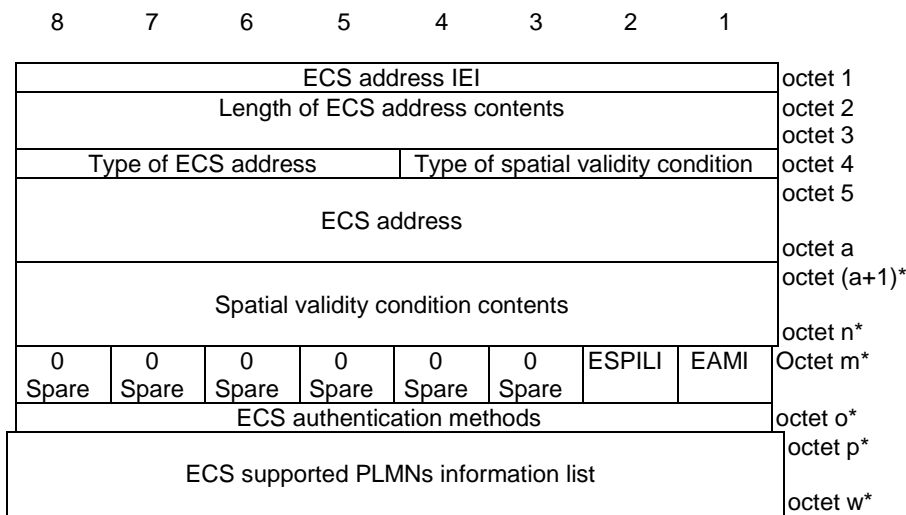 8 7 6 5 4 3 2 1
ECS address IEI octet 1
Length of ECS address contents octet 2
octet 3
Type of ECS address Type of spatial validity condition octet 4
octet 5
ECS address
octet a
octet (a+1)*
Spatial validity condition contents
octet n*
0 0 0 0 0 0 ESPILI EAMI Octet m*
Spare Spare Spare Spare Spare Spare
ECS authentication methods octet o*
octet p*
ECS supported PLMNs information list
octet w*